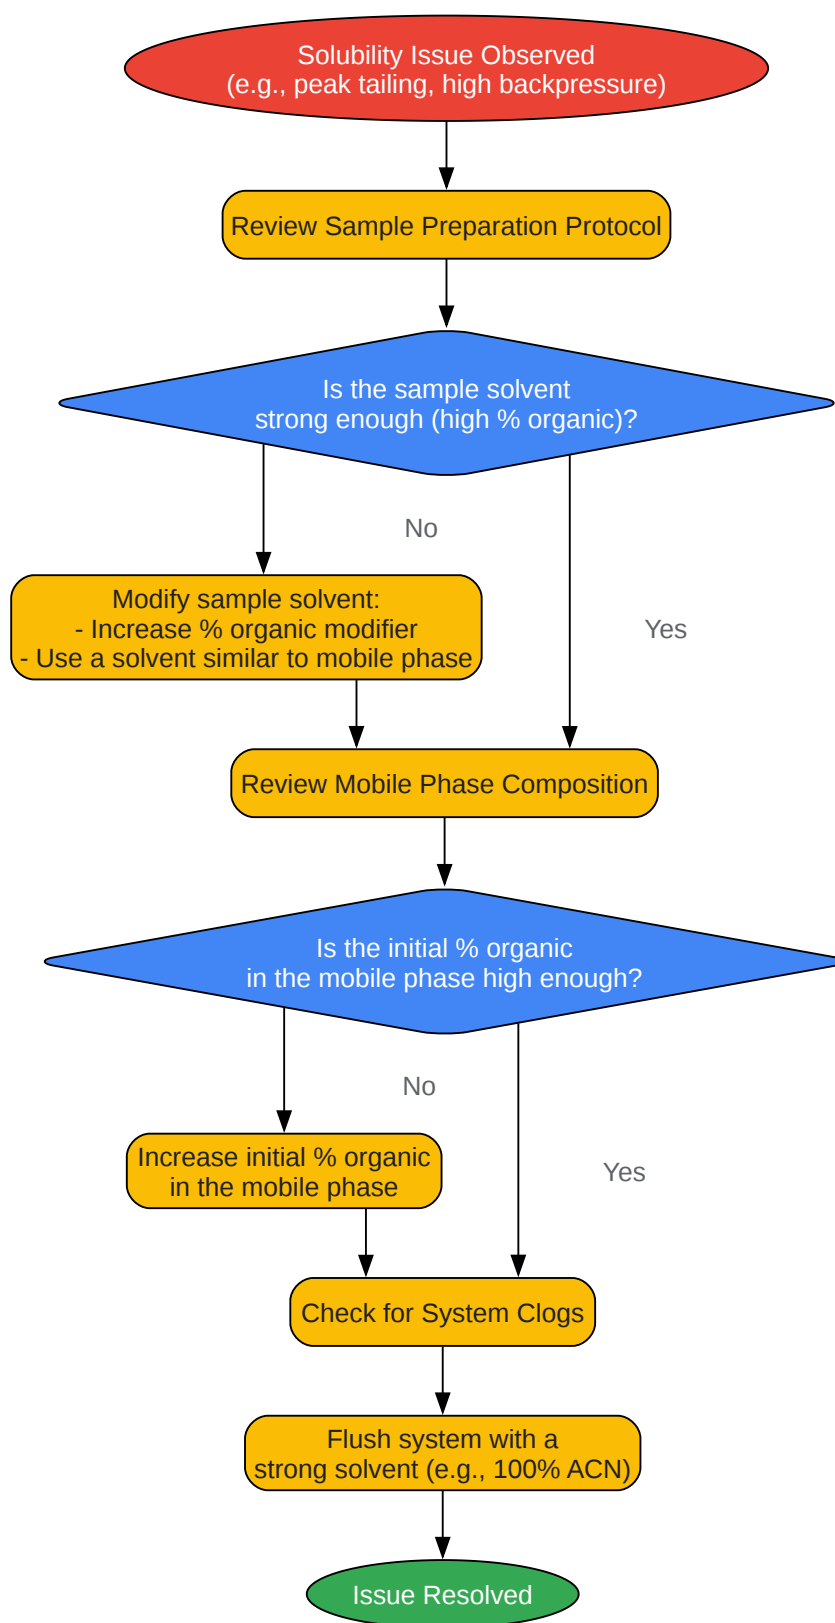 Solubility Issue Observed
(e.g., peak tailing, high backpressure)
Review Sample Preparation Protocol
Is the sample solvent
strong enough (high % organic)?
No
Modify sample solvent:
- Increase % organic modifier
- Use a solvent similar to mobile phase
Yes
Review Mobile Phase Composition
Is the initial % organic
in the mobile phase high enough?
No
Increase initial % organic
in the mobile phase
Yes
Check for System Clogs
Flush system with a
strong solvent (e.g., 100% ACN)
Issue Resolved